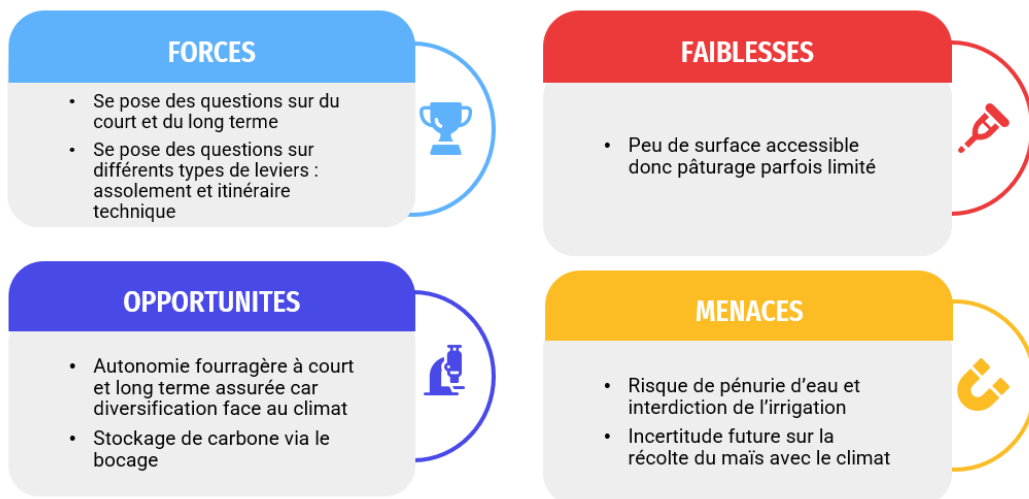 FORCES
• Se pose des questions sur du
court et du long terme
• Se pose des questions sur
différents types de leviers :
assolement et itinéraire
technique
FAIBLESSES
• Peu de surface accessible
donc pâturage parfois limité
OPPORTUNITES
• Autonomie fourragère à court
et long terme assurée car
diversification face au climat
• Stockage de carbone via le
bocage
MENACES
• Risque de pénurie d’eau et
interdiction de l’irrigation
• Incertitude future sur la
récolte du maïs avec le climat